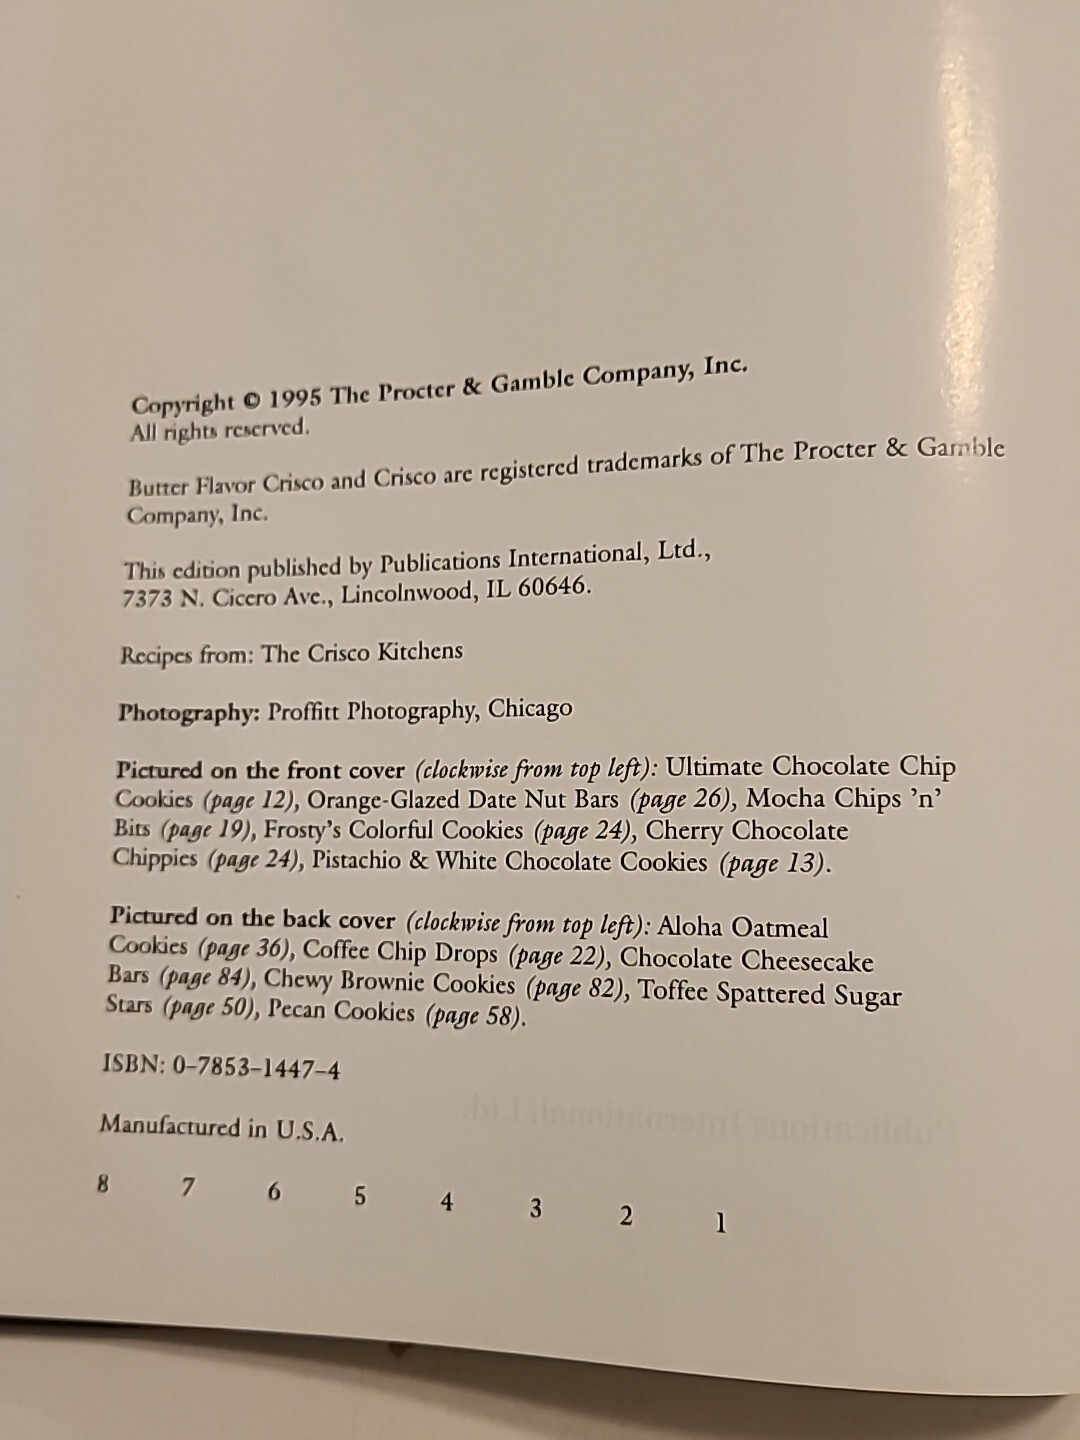 Copyright © 1995 The Procter & Gamble Company, Inc.
All rights reserved.
Butter Flavor Crisco and Crisco are registered trademarks of The Procter & Gamble
Company, Inc.
This edition published by Publications International, Ltd.,
7373 N. Cicero Ave., Lincolnwood, IL 60646.
Recipes from: The Crisco Kitchens
Photography: Proffitt Photography, Chicago
Pictured on the front cover (clockwise from top left): Ultimate Chocolate Chip
Cookies (page 12), Orange-Glazed Date Nut Bars (page 26), Mocha Chips ’n’
Bits (page 19), Frosty’s Colorful Cookies (page 24), Cherry Chocolate
Chippies (page 24), Pistachio & White Chocolate Cookies (page 13).
Pictured on the back cover (clockwise from top left): Aloha Oatmeal
Cookies (page 36), Coffee Chip Drops (page 22), Chocolate Cheesecake
Bars (page 84), Chewy Brownie Cookies (page 82), Toffee Spattered Sugar
Stars (page 50), Pecan Cookies (page 58).
ISBN: 0-7853-1447-4
Manufactured in U.S.A.
8 7 6 5 4 3 2 1